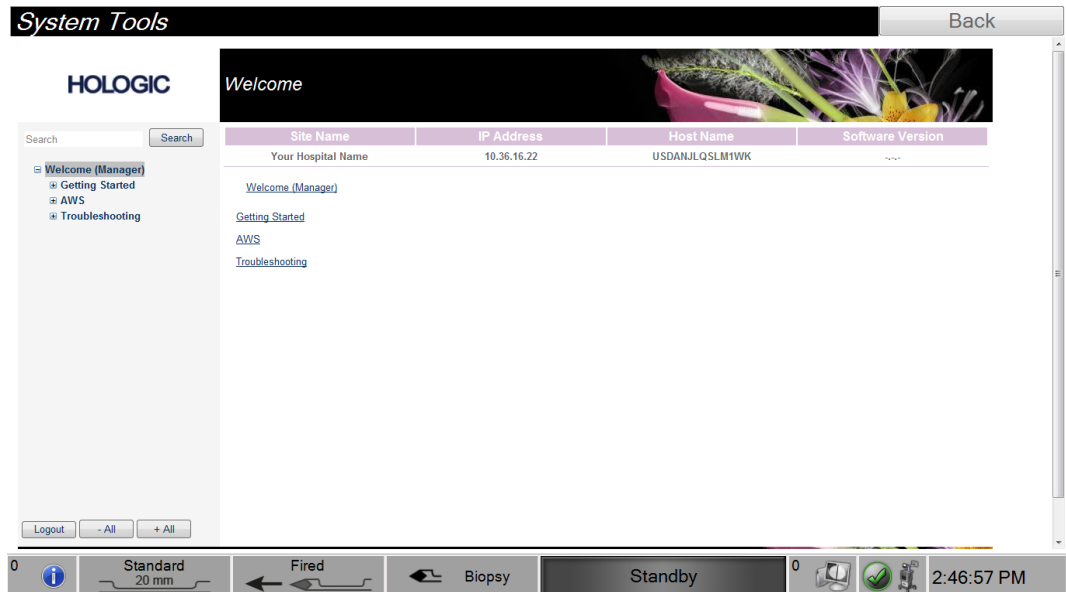 System Tools
Back
HOLOGIC
Welcome
Search
Search
Site Name
IP Address
Host Name
Software Version
Your Hospital Name
10.36.16.22
USDANJLQSLM1WK
-.-.-
Welcome (Manager)
Getting Started
AWS
Troubleshooting
Welcome (Manager)
Getting Started
AWS
Troubleshooting
Logout
- All
+ All
0
Standard
20 mm
Fired
Biopsy
Standby
0
2:46:57 PM